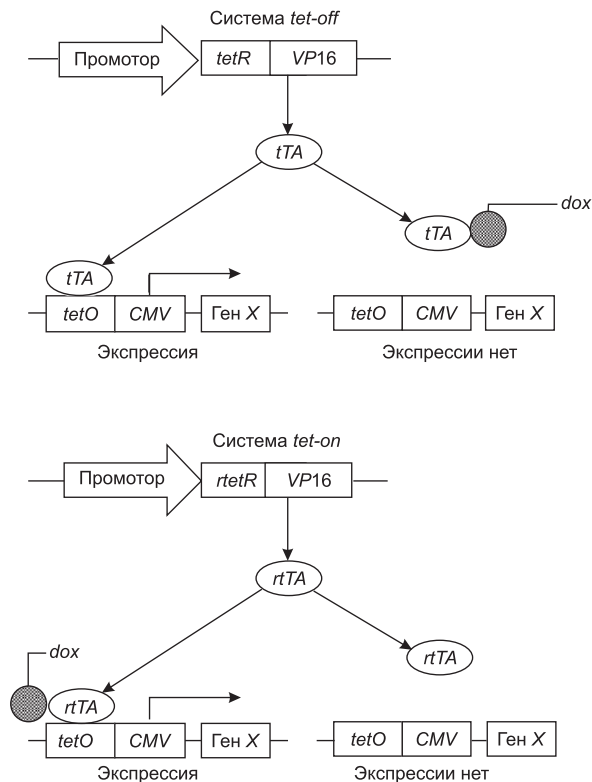 Система tet-off
Промотор tetR VP16
tTA
dox
tTA
tTA
tetO CMV Ген X tetO CMV Ген X
Экспрессия Экспрессии нет
Система tet-on
Промотор rtetR VP16
rtTA
dox
rtTA
rtTA
tetO CMV Ген X tetO CMV Ген X
Экспрессия Экспрессии нет